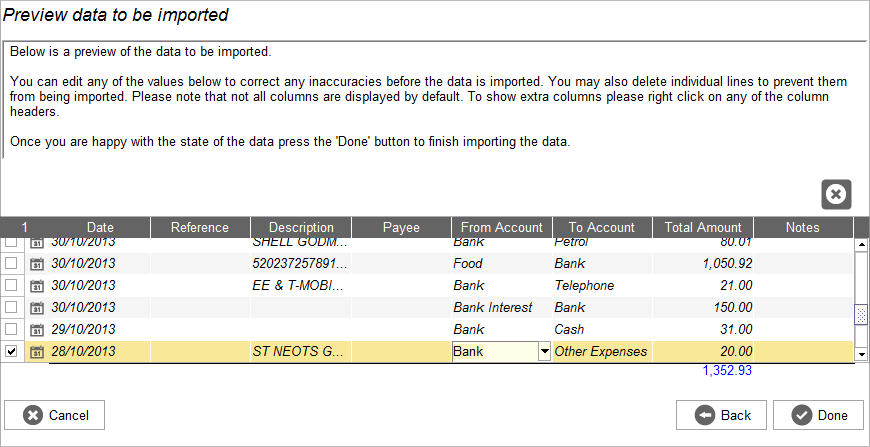 Preview data to be imported
Below is a preview of the data to be imported.
You can edit any of the values below to correct any inaccuracies before the data is imported. You may also delete individual lines to prevent them
from being imported. Please note that not all columns are displayed by default. To show extra columns please right click on any of the column
headers.
Once you are happy with the state of the data press the 'Done' button to finish importing the data.
1 Date Reference Description Payee From Account To Account Total Amount Notes
31 30/10/2013 SHELL GODM... Bank Petrol 80.01
31 30/10/2013 520237257891... Food Bank 1,050.92
31 30/10/2013 EE & T-MOBI... Bank Telephone 21.00
31 30/10/2013 Bank Interest Bank 150.00
31 29/10/2013 Bank Cash 31.00
31 28/10/2013 ST NEOTS G... Bank Other Expenses 20.00
1,352.93
Cancel Back Done